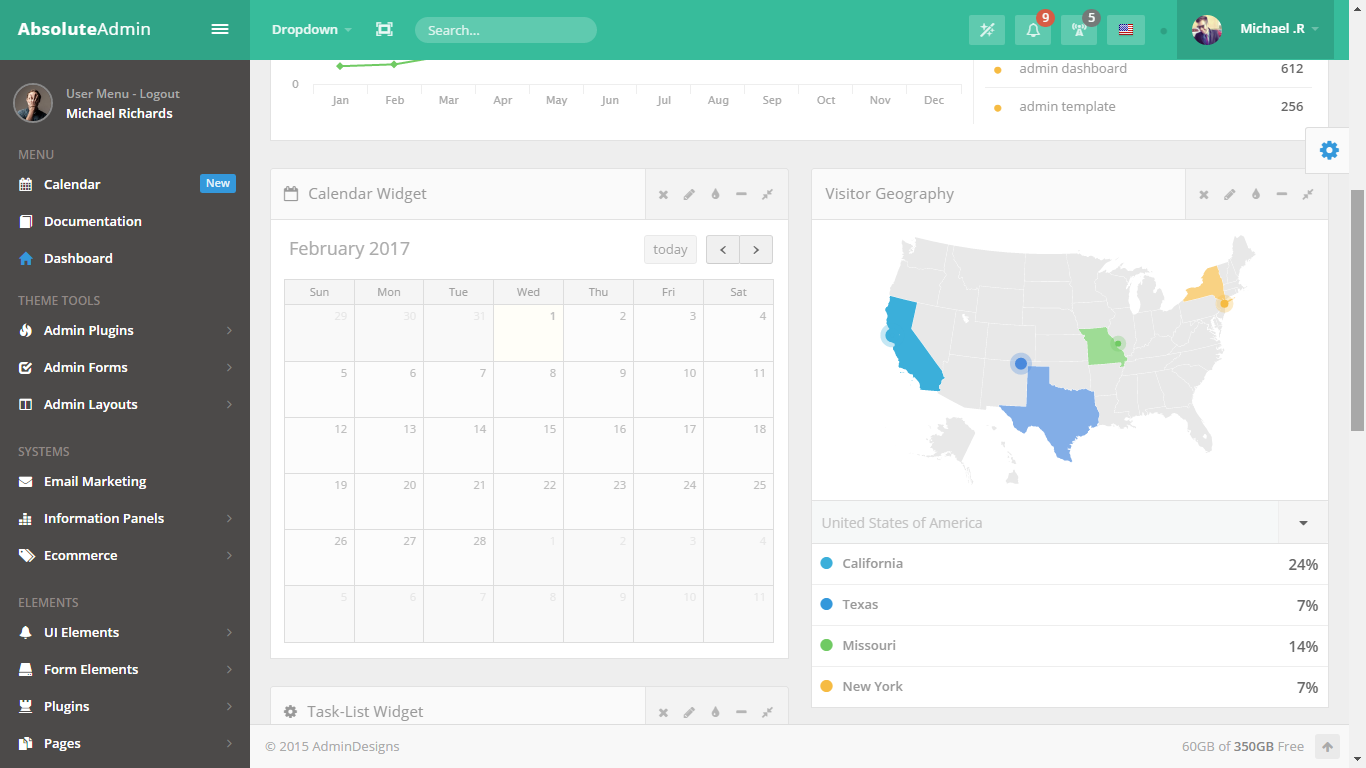 AbsoluteAdmin
Dropdown
Search...
9
5
Michael .R
User Menu - Logout
Michael Richards
MENU
Calendar
New
Documentation
Dashboard
THEME TOOLS
Admin Plugins
Admin Forms
Admin Layouts
SYSTEMS
Email Marketing
Information Panels
Ecommerce
ELEMENTS
UI Elements
Form Elements
Plugins
Pages
0
Jan Feb Mar Apr May Jun Jul Aug Sep Oct Nov Dec
admin dashboard 612
admin template 256
Calendar Widget
February 2017
today
Sun Mon Tue Wed Thu Fri Sat
29 30 31 1 2 3 4
5 6 7 8 9 10 11
12 13 14 15 16 17 18
19 20 21 22 23 24 25
26 27 28 1 2 3 4
5 6 7 8 9 10 11
Task-List Widget
Visitor Geography
United States of America
California 24%
Texas 7%
Missouri 14%
New York 7%
© 2015 AdminDesigns
60GB of 350GB Free